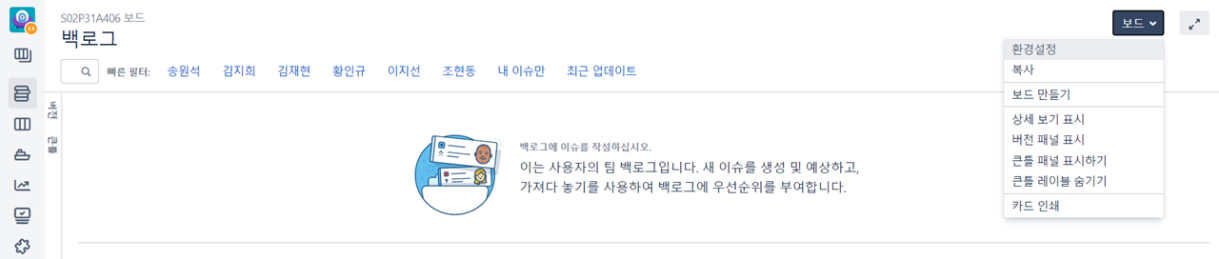 S02P31A406 보드
백로그
보드
빠른 필터: 송원석 김지희 김재현 황인규 이지선 조현동 내 이슈만 최근 업데이트
환경설정
복사
보드 만들기
상세 보기 표시
버전 패널 표시
큰틀 패널 표시하기
큰틀 레이블 숨기기
카드 인쇄
버전
큰틀
백로그에 이슈를 작성하십시오.
이는 사용자의 팀 백로그입니다. 새 이슈를 생성 및 예상하고,
가져다 놓기를 사용하여 백로그에 우선순위를 부여합니다.